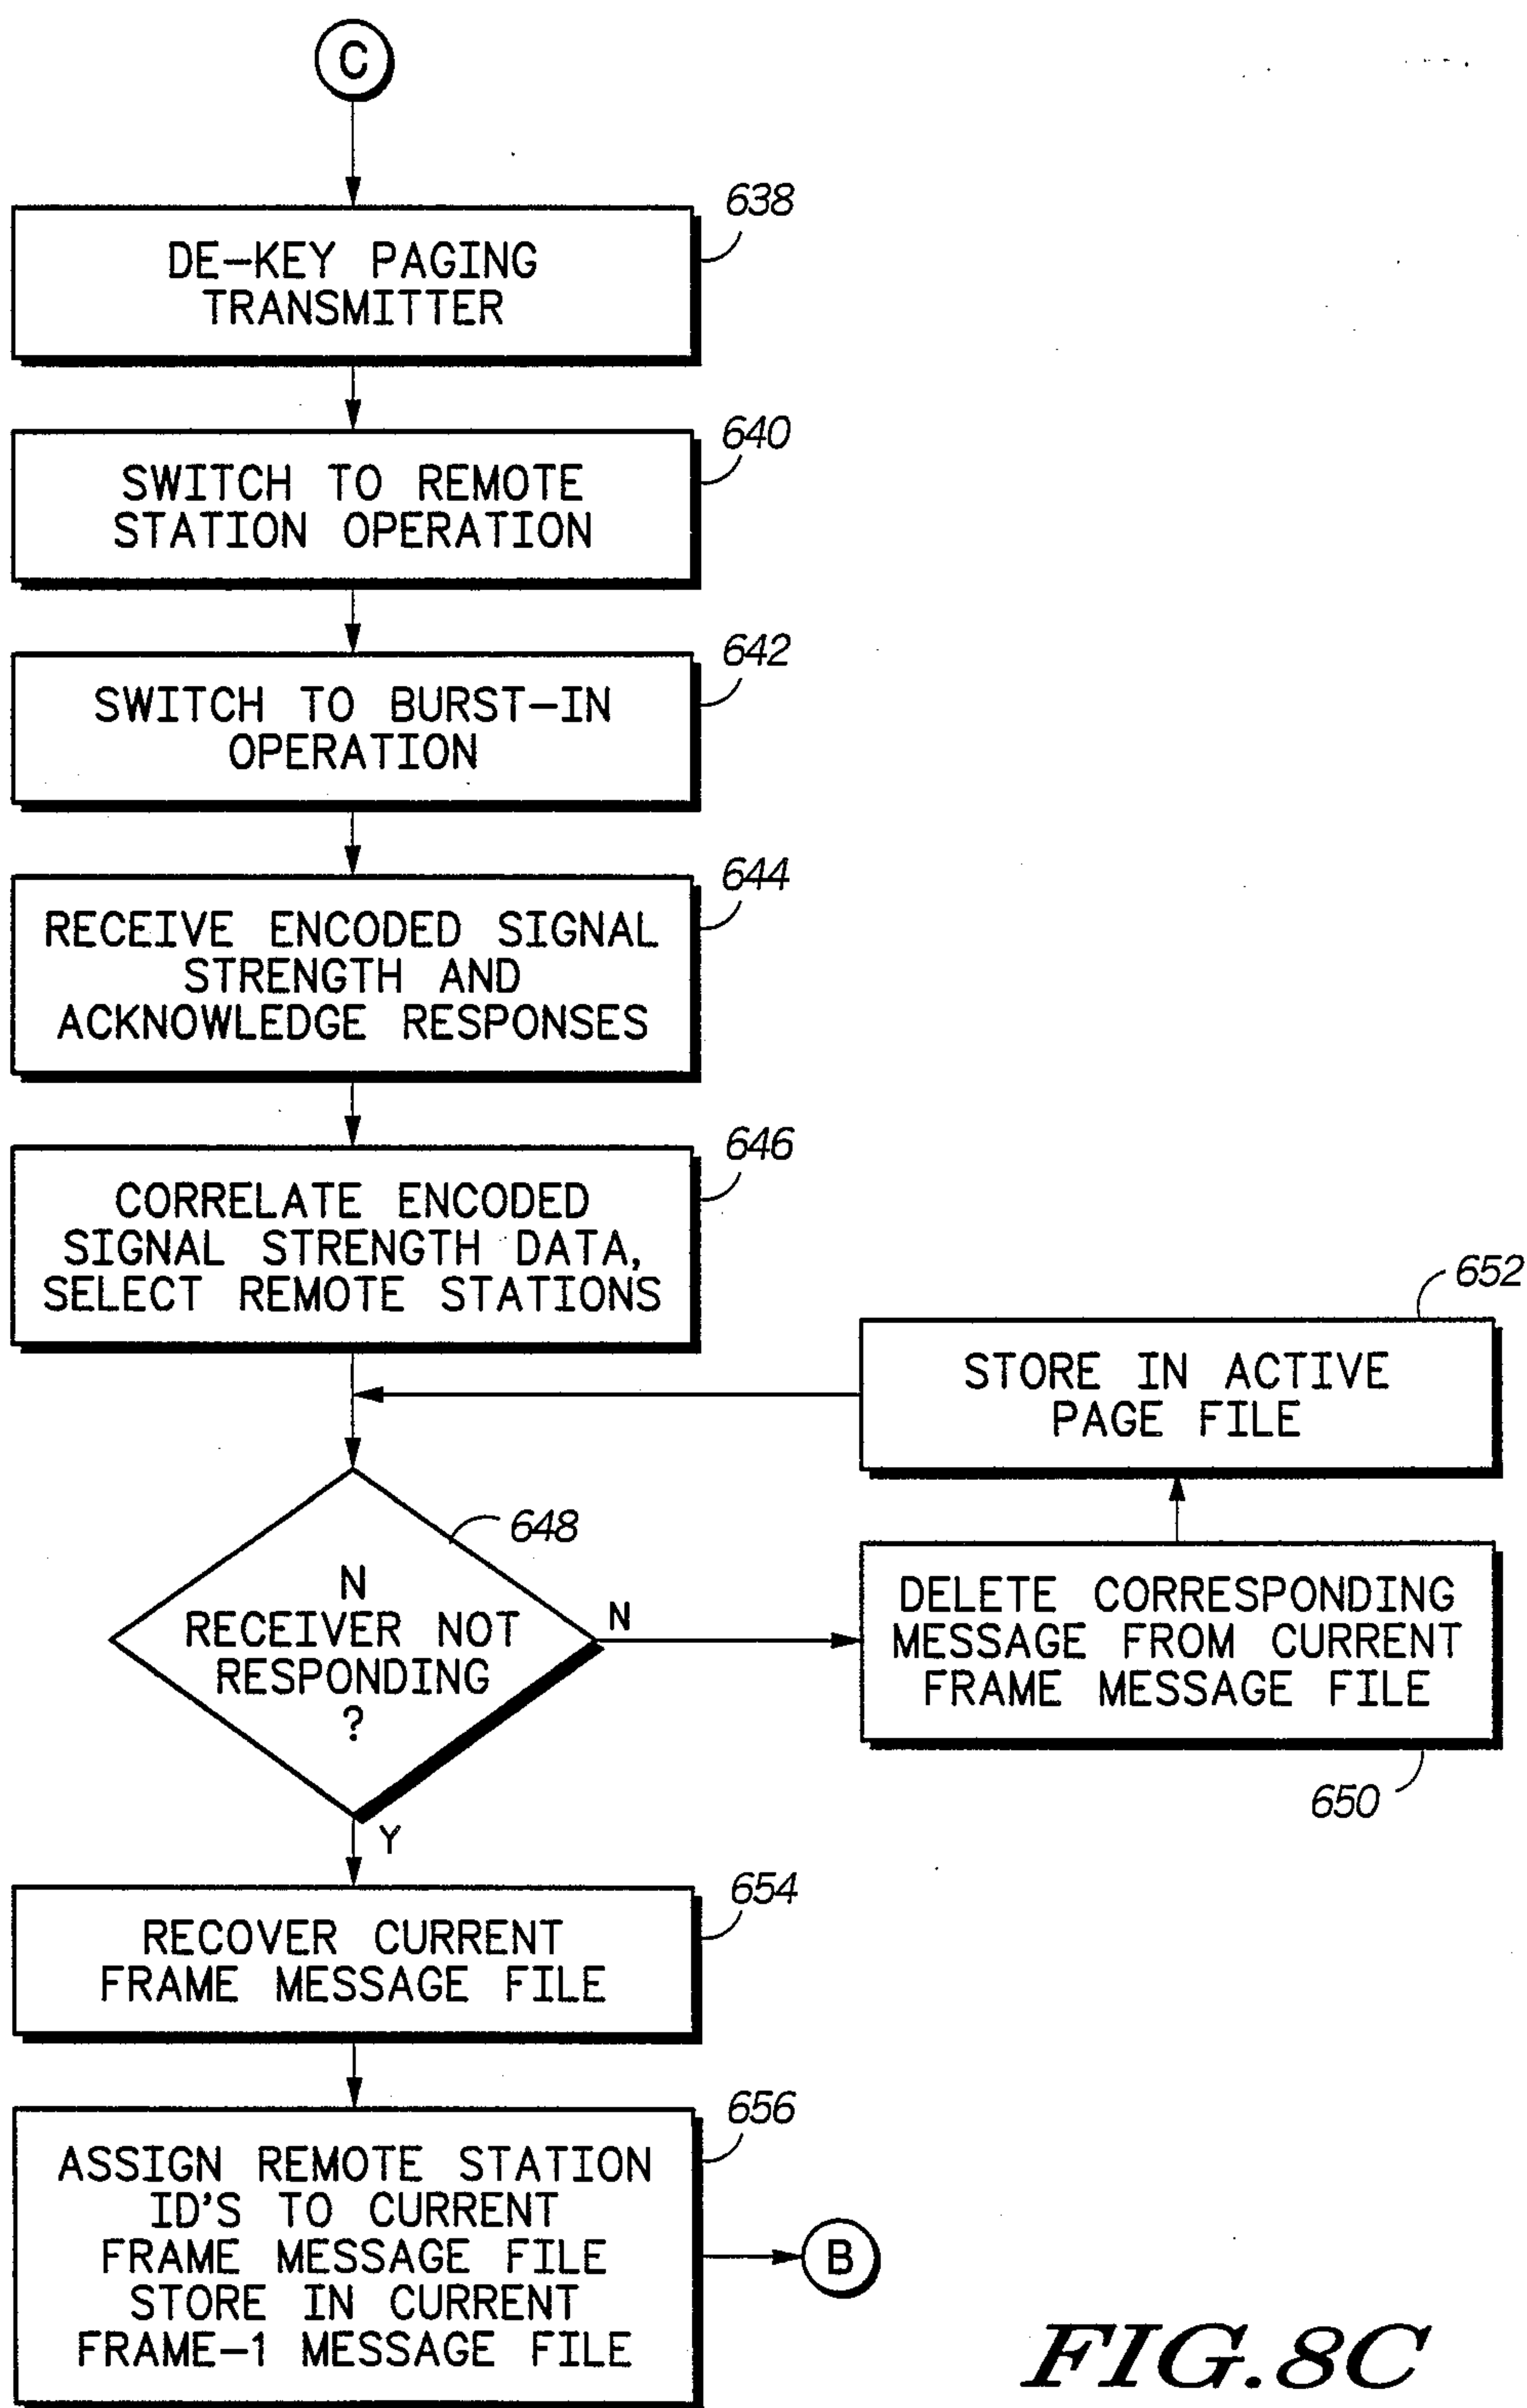 C
638
DE-KEY PAGING
TRANSMITTER
640
SWITCH TO REMOTE
STATION OPERATION
642
SWITCH TO BURST-IN
OPERATION
644
RECEIVE ENCODED SIGNAL
STRENGTH AND
ACKNOWLEDGE RESPONSES
646
CORRELATE ENCODED
SIGNAL STRENGTH DATA,
SELECT REMOTE STATIONS
652
STORE IN ACTIVE
PAGE FILE
648
N
RECEIVER NOT
RESPONDING
?
N
DELETE CORRESPONDING
MESSAGE FROM CURRENT
FRAME MESSAGE FILE
650
Y
654
RECOVER CURRENT
FRAME MESSAGE FILE
656
ASSIGN REMOTE STATION
ID'S TO CURRENT
FRAME MESSAGE FILE
STORE IN CURRENT
FRAME-1 MESSAGE FILE
B
FIG.8C